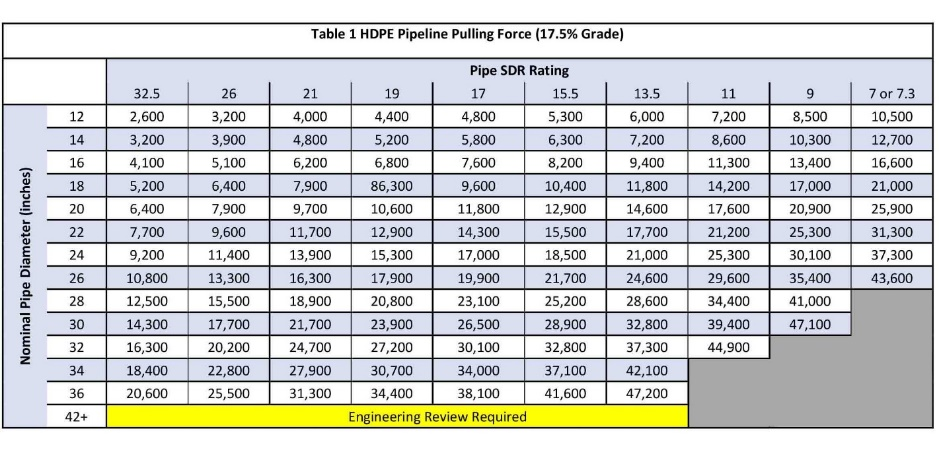 Table 1 HDPE Pipeline Pulling Force (17.5% Grade)
Pipe SDR Rating
32.5 26 21 19 17 15.5 13.5 11 9 7 or 7.3
Nominal Pipe Diameter (inches)
12 2,600 3,200 4,000 4,400 4,800 5,300 6,000 7,200 8,500 10,500
14 3,200 3,900 4,800 5,200 5,800 6,300 7,200 8,600 10,300 12,700
16 4,100 5,100 6,200 6,800 7,600 8,200 9,400 11,300 13,400 16,600
18 5,200 6,400 7,900 86,300 9,600 10,400 11,800 14,200 17,000 21,000
20 6,400 7,900 9,700 10,600 11,800 12,900 14,600 17,600 20,900 25,900
22 7,700 9,600 11,700 12,900 14,300 15,500 17,700 21,200 25,300 31,300
24 9,200 11,400 13,900 15,300 17,000 18,500 21,000 25,300 30,100 37,300
26 10,800 13,300 16,300 17,900 19,900 21,700 24,600 29,600 35,400 43,600
28 12,500 15,500 18,900 20,800 23,100 25,200 28,600 34,400 41,000
30 14,300 17,700 21,700 23,900 26,500 28,900 32,800 39,400 47,100
32 16,300 20,200 24,700 27,200 30,100 32,800 37,300 44,900
34 18,400 22,800 27,900 30,700 34,000 37,100 42,100
36 20,600 25,500 31,300 34,400 38,100 41,600 47,200
42+ Engineering Review Required